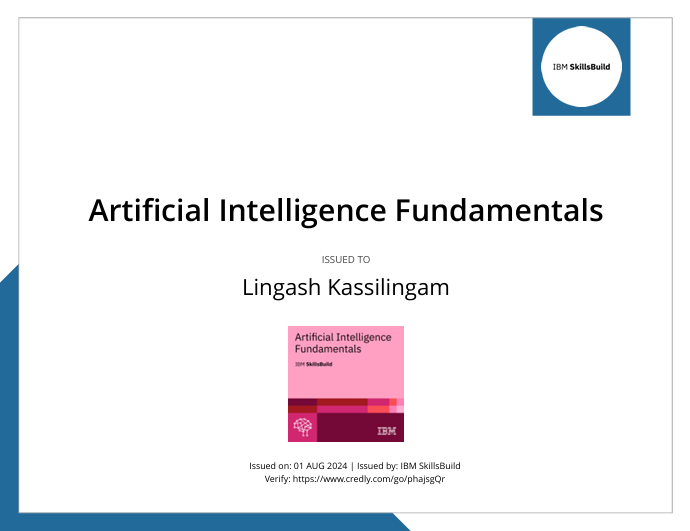 IBM SkillsBuild
Artificial Intelligence Fundamentals
ISSUED TO
Lingash Kassilingam
Artificial Intelligence
Fundamentals
IBM SkillsBuild
IBM
Issued on: 01 AUG 2024 | Issued by: IBM SkillsBuild
Verify: https://www.credly.com/go/phajsgQr